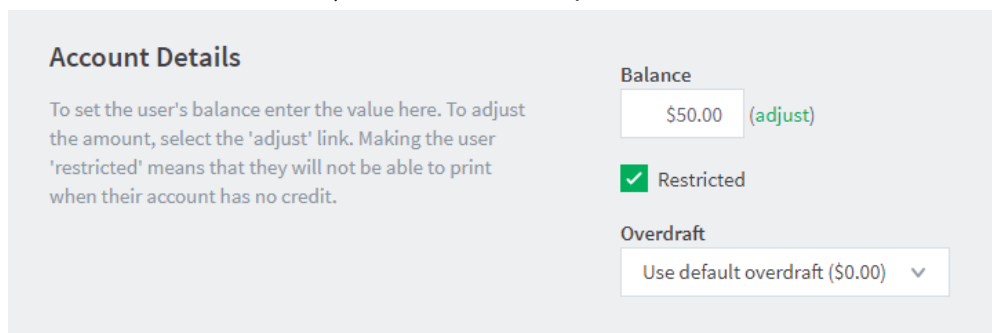 Account Details
To set the user's balance enter the value here. To adjust
the amount, select the 'adjust' link. Making the user
'restricted' means that they will not be able to print
when their account has no credit.
Balance
$50.00 (adjust)
Restricted
Overdraft
Use default overdraft ($0.00)